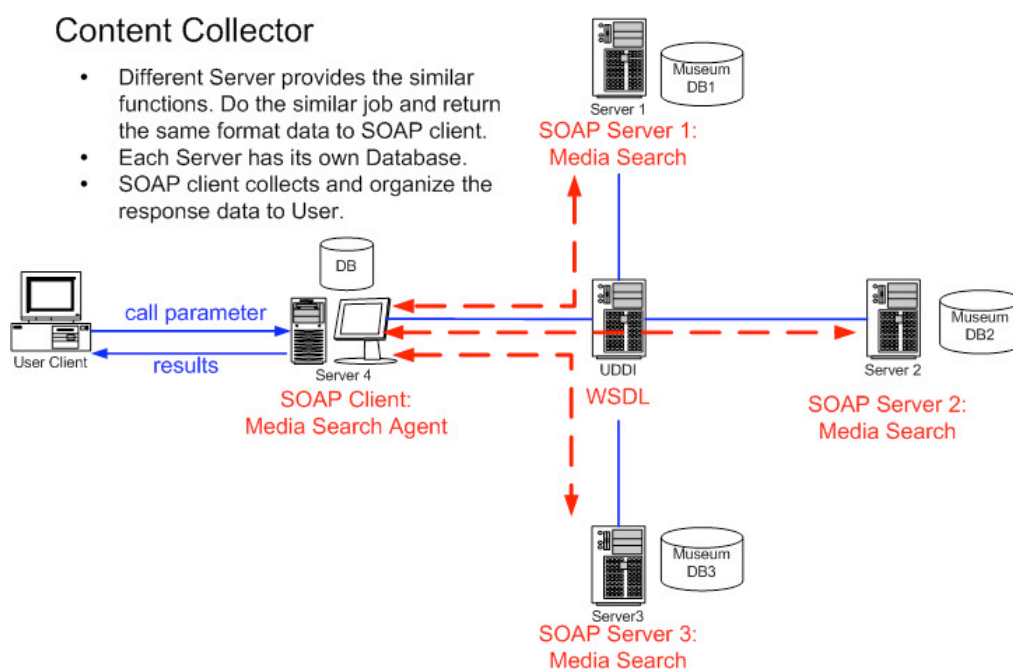 Content Collector
• Different Server provides the similar
functions. Do the similar job and return
the same format data to SOAP client.
• Each Server has its own Database.
• SOAP client collects and organize the
response data to User.
Museum
DB1
Server 1
SOAP Server 1:
Media Search
DB
call parameter
results
User Client
Server 4
SOAP Client:
Media Search Agent
UDDI
WSDL
Museum
DB2
Server 2
SOAP Server 2:
Media Search
Museum
DB3
Server3
SOAP Server 3:
Media Search